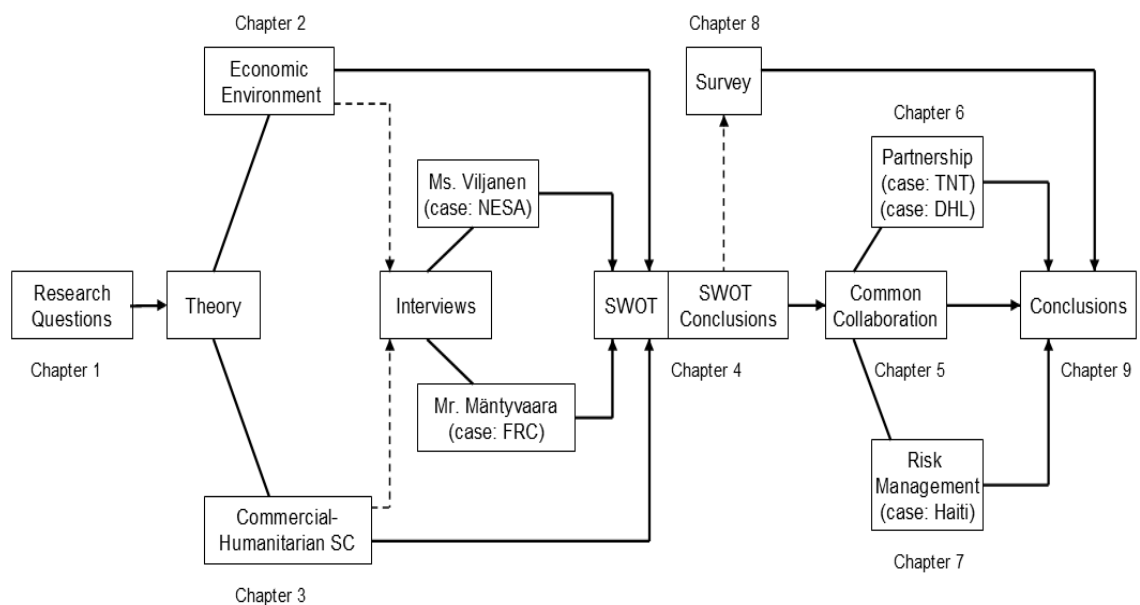 Chapter 2
Economic
Environment
Chapter 8
Survey
Chapter 6
Partnership
(case: TNT)
(case: DHL)
Ms. Viljanen
(case: NESA)
Research
Questions
Theory
Interviews
SWOT
SWOT
Conclusions
Common
Collaboration
Conclusions
Chapter 1
Chapter 4
Chapter 5
Chapter 9
Mr. Mäntyvaara
(case: FRC)
Risk
Management
(case: Haiti)
Commercial-
Humanitarian SC
Chapter 7
Chapter 3